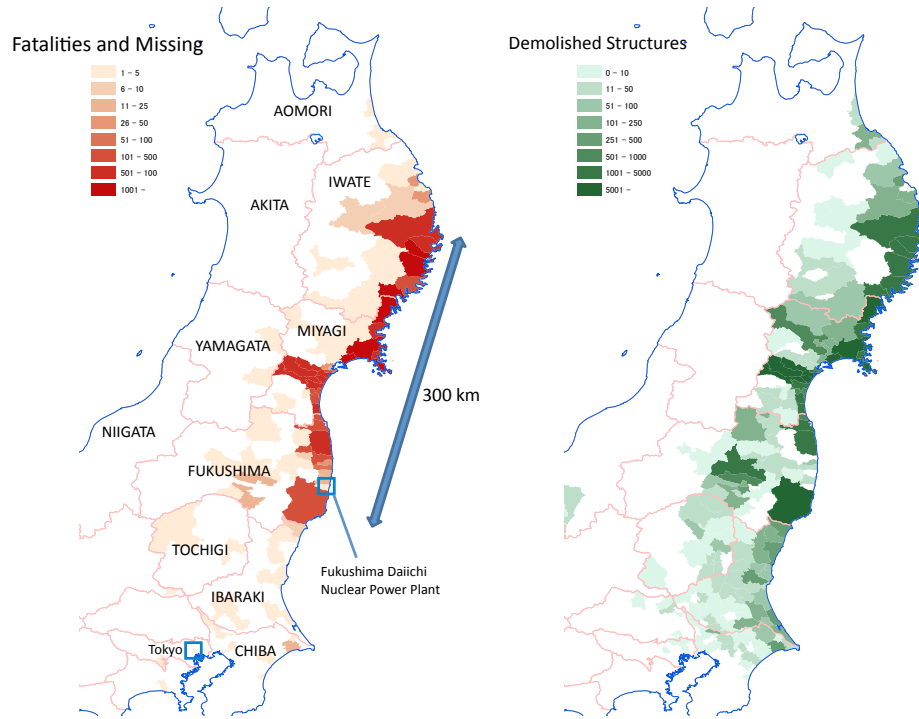 Fatalities and Missing
1 - 5
6 - 10
11 - 25
26 - 50
51 - 100
101 - 500
501 - 100
1001 -
AOMORI
IWATE
AKITA
MIYAGI
YAMAGATA
300 km
NIIGATA
FUKUSHIMA
TOCHIGI
Fukushima Daiichi
Nuclear Power Plant
IBARAKI
Tokyo
CHIBA
Demolished Structures
0 - 10
11 - 50
51 - 100
101 - 250
251 - 500
501 - 1000
1001 - 5000
5001 -